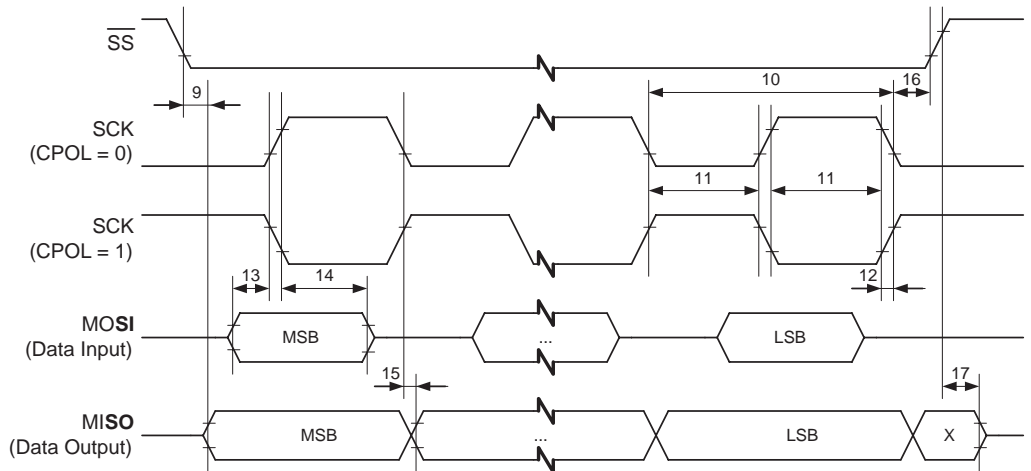 SS
9
10
16
SCK
(CPOL = 0)
11
11
SCK
(CPOL = 1)
13
14
12
MOSI
(Data Input)
MSB
...
LSB
15
17
MISO
(Data Output)
MSB
...
LSB
X